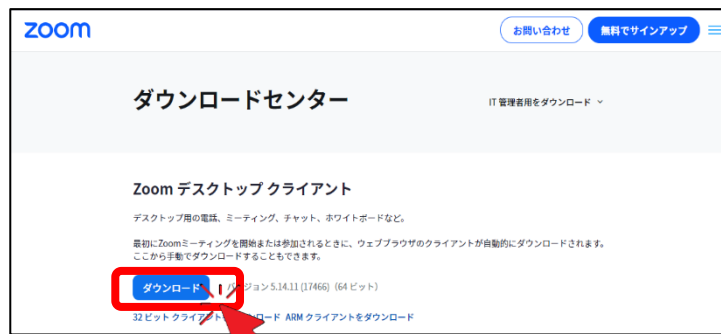 zoom
お問い合わせ
無料でサインアップ
ダウンロードセンター
IT 管理者用をダウンロード
Zoom デスクトップ クライアント
デスクトップ用の電話、ミーティング、チャット、ホワイトボードなど。
最初にZoomミーティングを開始または参加されるときに、ウェブブラウザのクライアントが自動的にダウンロードされます。
ここから手動でダウンロードすることもできます。
ダウンロード
バージョン 5.14.11 (17466) (64 ビット)
32 ビット クライアント ダウンロード ARM クライアントをダウンロード